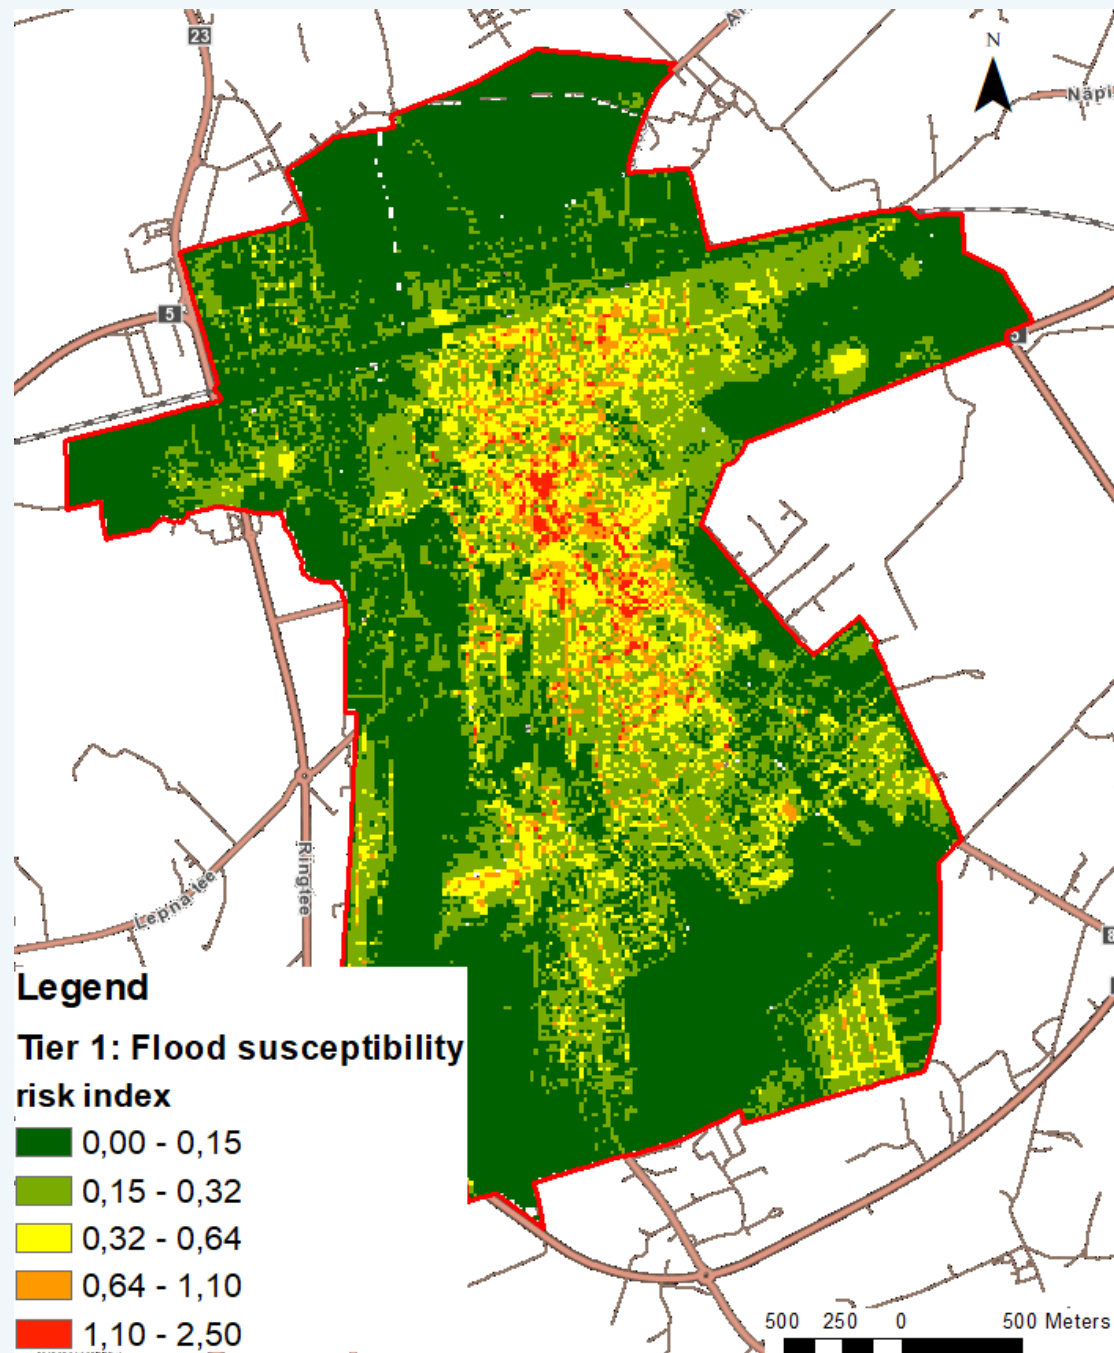 23
N
Näpi
5
5
Ringtee
Lepna tee
8
Legend
Tier 1: Flood susceptibility
risk index
0,00 - 0,15
0,15 - 0,32
0,32 - 0,64
0,64 - 1,10
1,10 - 2,50
500 250 0 500 Meters